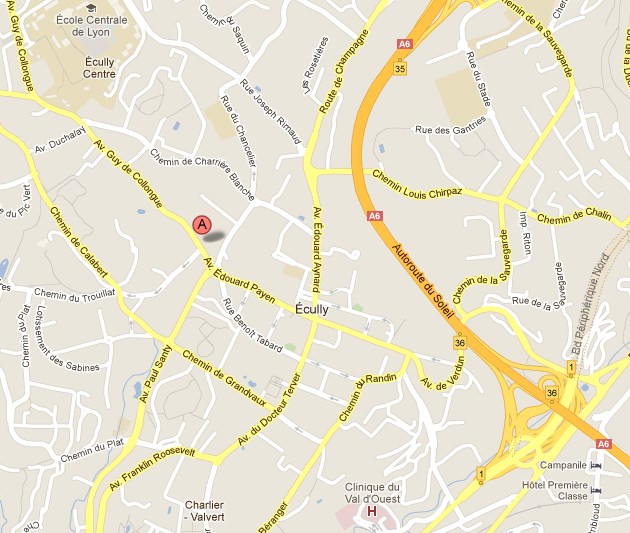 École Centrale
de Lyon
Écully
Centre
Av. Guy de Collongue
Chemin du Saquin
Les Rosetières
Route de Champagne
A6
35
Chemin de la Sauvegarde
Rue du Stade
Rue Joseph Rimaud
Rue du Chancelier
Rue des Gantries
Av. Duchalay
Av. Guy de Collongue
Chemin de Charrière Blanche
Chemin Louis Chirpaz
Chemin de Chalin
Imp. Riton
Sauvegarde
A6
A
Av. Édouard Aynard
Autoroute du Soleil
Chemin de la
Sauvegarde
Rue de la
Bd Périphérique Nord
Rue du Pic Vert
Chemin de Calabert
Chemin du Trouillat
Av. Édouard Payen
Écully
Rue Benoît Tabard
36
Chemin du Plat
Lotissement des Sabines
Av. Paul Santy
Chemin de Grandvaux
Av. de Verdun
Chemin du Randin
1
36
Av. du Docteur Terver
Chemin du Plat
Av. Franklin Roosevelt
A6
Campanile
1
Hôtel Première
Classe
Clinique du
Val d'Ouest
H
Charlier
- Valvert
Béranger